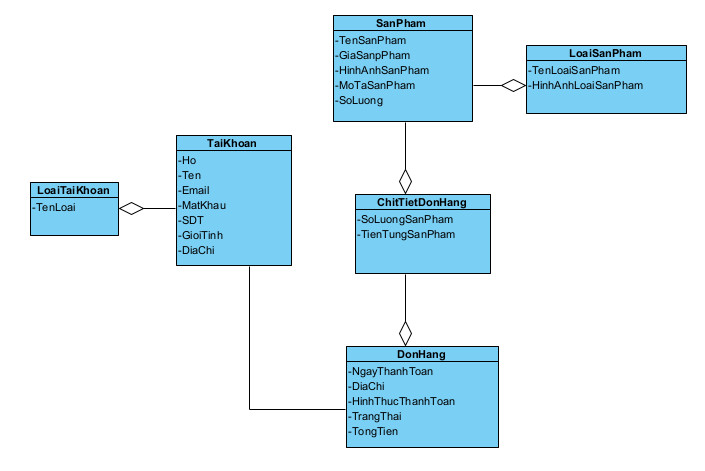 SanPham
-TenSanPham
-GiaSanpPham
-HinhAnhSanPham
-MoTaSanPham
-SoLuong
LoaiSanPham
-TenLoaiSanPham
-HinhAnhLoaiSanPham
TaiKhoan
-Ho
-Ten
-Email
-MatKhau
-SDT
-GioiTinh
-DiaChi
LoaiTaiKhoan
-TenLoai
ChitTietDonHang
-SoLuongSanPham
-TienTungSanPham
DonHang
-NgayThanhToan
-DiaChi
-HinhThucThanhToan
-TrangThai
-TongTien